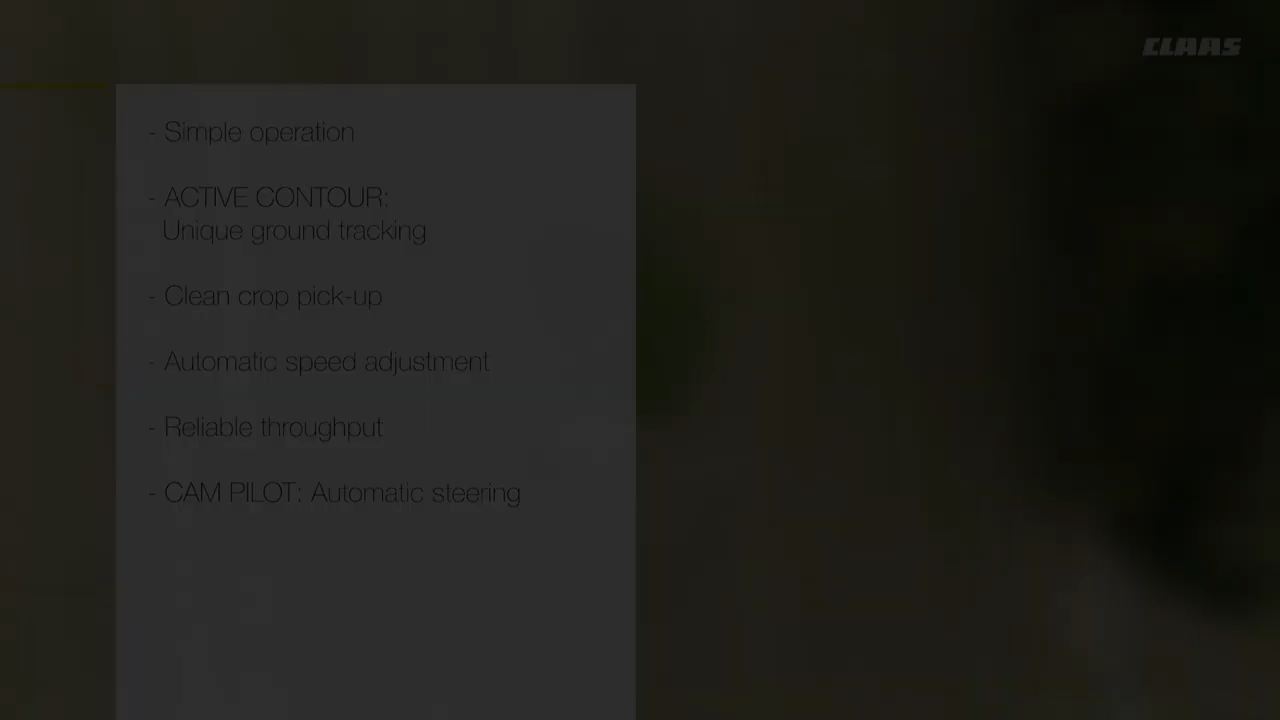 CLAAS
- Simple operation
- ACTIVE CONTOUR:
Unique ground tracking
- Clean crop pick-up
- Automatic speed adjustment
- Reliable throughput
- CAM PILOT: Automatic steering